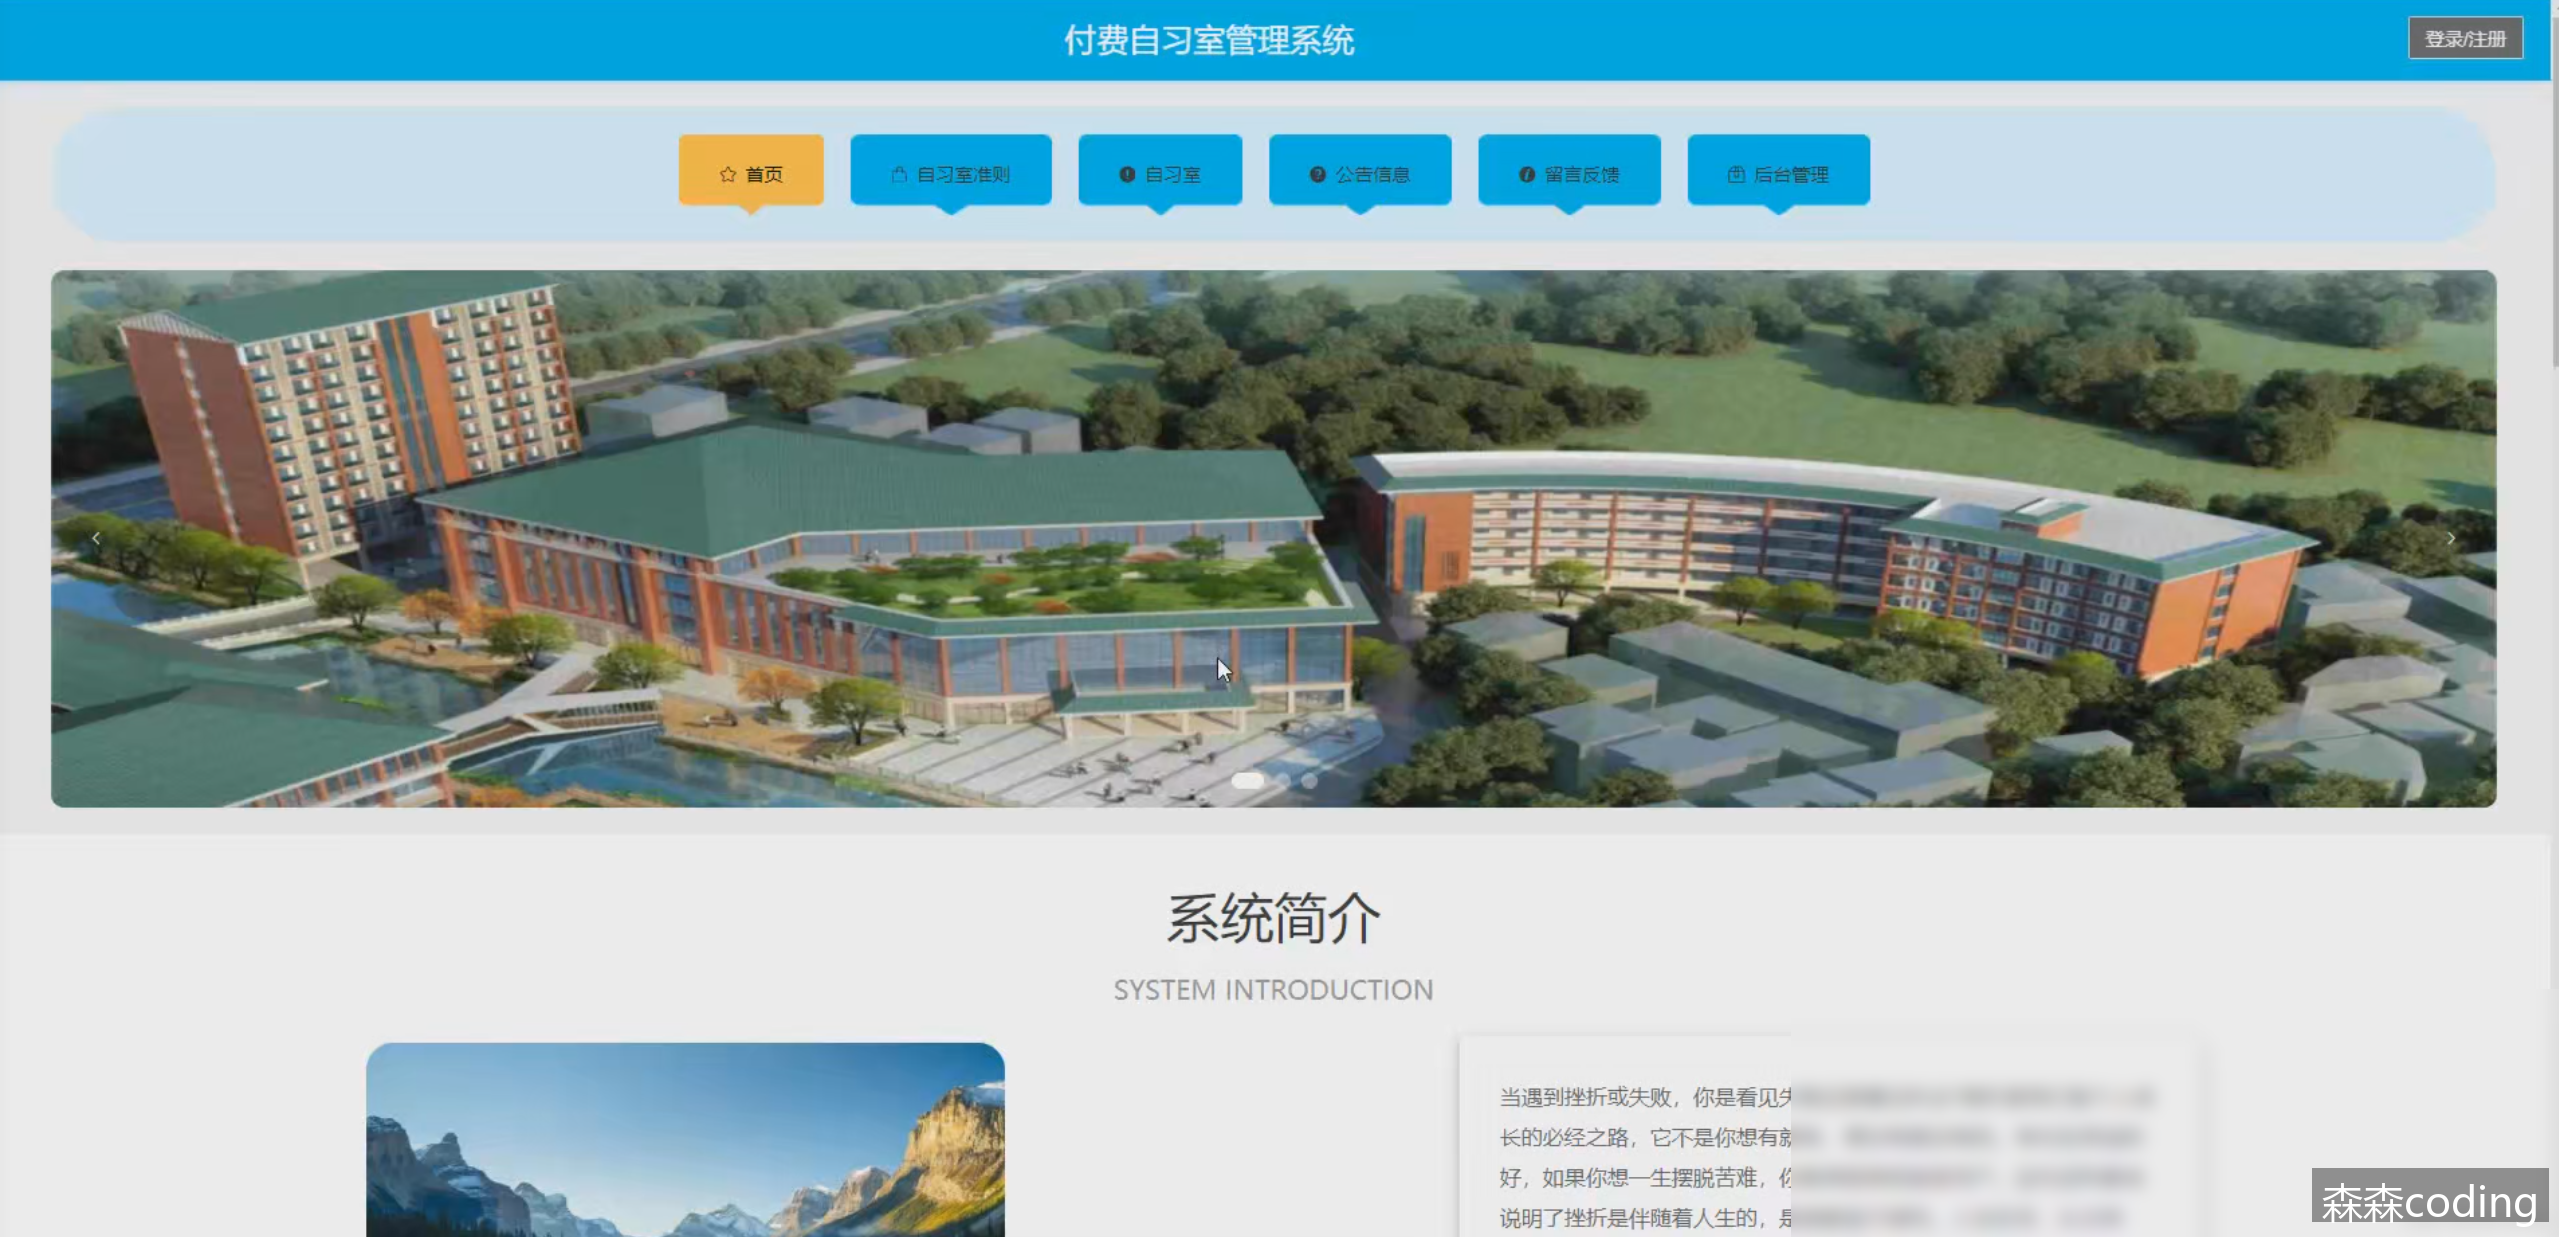 付费自习室管理系统
登录/注册
首页
自习室准则
自习室
公告信息
留言反馈
后台管理
系统简介
SYSTEM INTRODUCTION
当遇到挫折或失败，你是看见失
长的必经之路，它不是你想有就
好，如果你想一生摆脱苦难，你
说明了挫折是伴随着人生的，是
森森coding